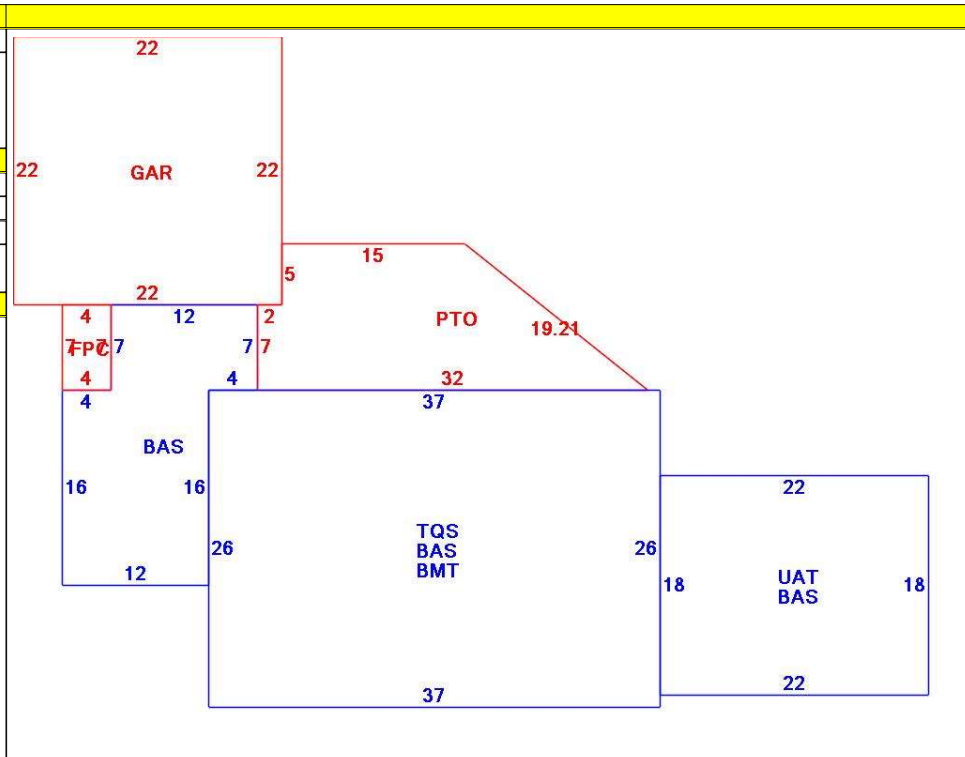 22
22 GAR 22
22
5
15
4 12 2
PTO
19.21
7 FPC 7 7 7 7
4 4 32
4 37
BAS
16 16
22
26 TQS 26
BAS
BMT
12
18 UAT 18
BAS
22
37